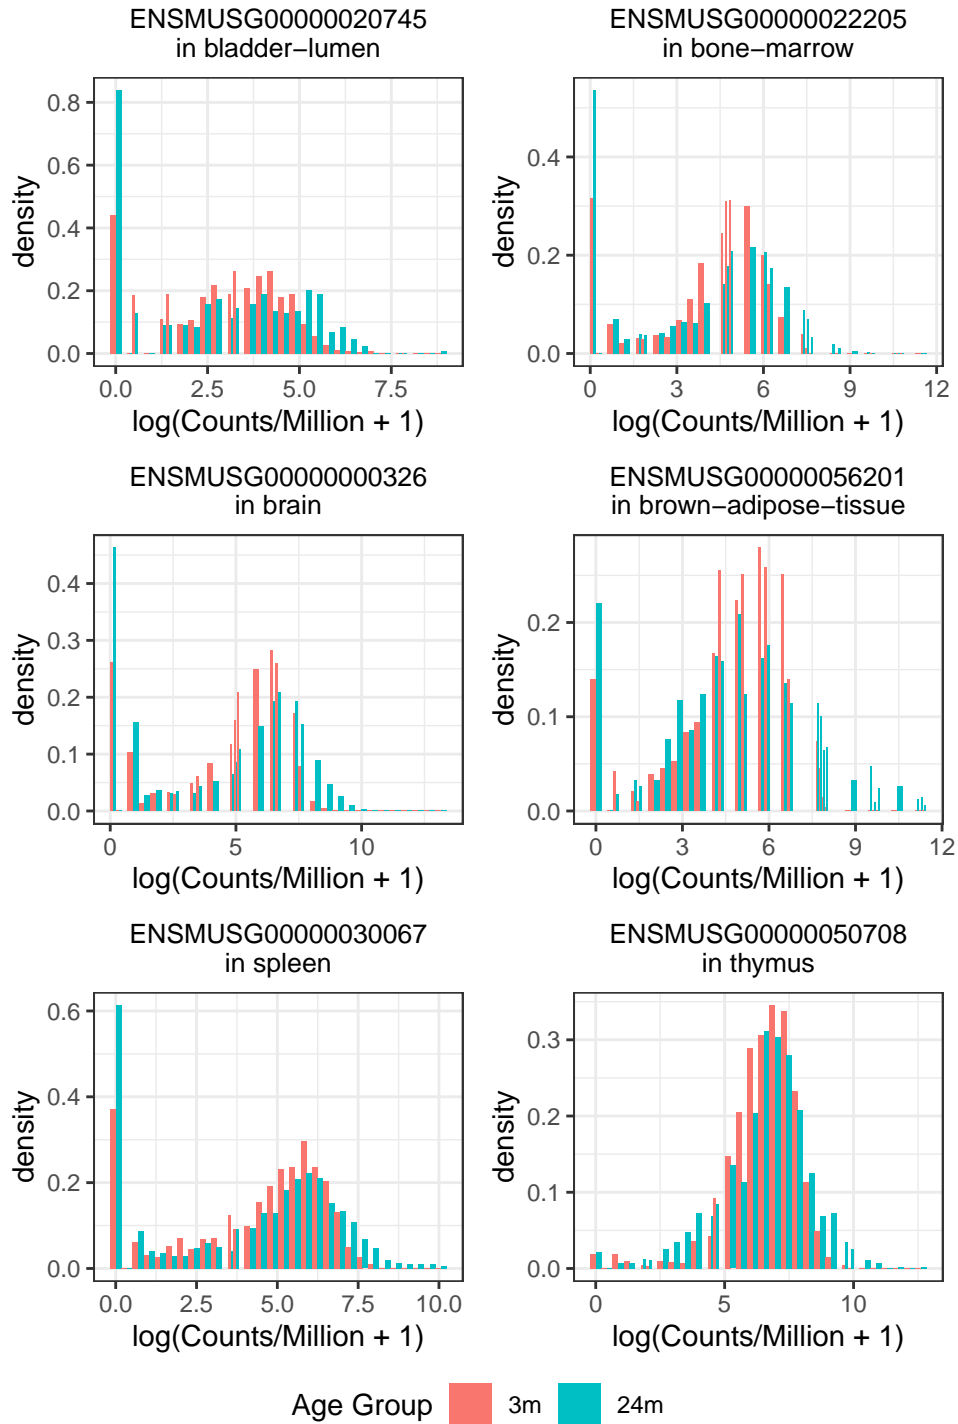 ENSMUSG00000020745
in bladder−lumen
0.8
0.6
0.4
0.2
0.0
density
0.0 2.5 5.0 7.5
log(Counts/Million + 1)
ENSMUSG00000022205
in bone−marrow
0.4
0.2
0.0
density
0 3 6 9 12
log(Counts/Million + 1)
ENSMUSG00000000326
in brain
0.4
0.3
0.2
0.1
0.0
density
0 5 10
log(Counts/Million + 1)
ENSMUSG00000056201
in brown−adipose−tissue
0.2
0.1
0.0
density
0 3 6 9 12
log(Counts/Million + 1)
ENSMUSG00000030067
in spleen
0.6
0.4
0.2
0.0
density
0.0 2.5 5.0 7.5 10.0
log(Counts/Million + 1)
ENSMUSG00000050708
in thymus
0.3
0.2
0.1
0.0
density
0 5 10
log(Counts/Million + 1)
Age Group 3m 24m